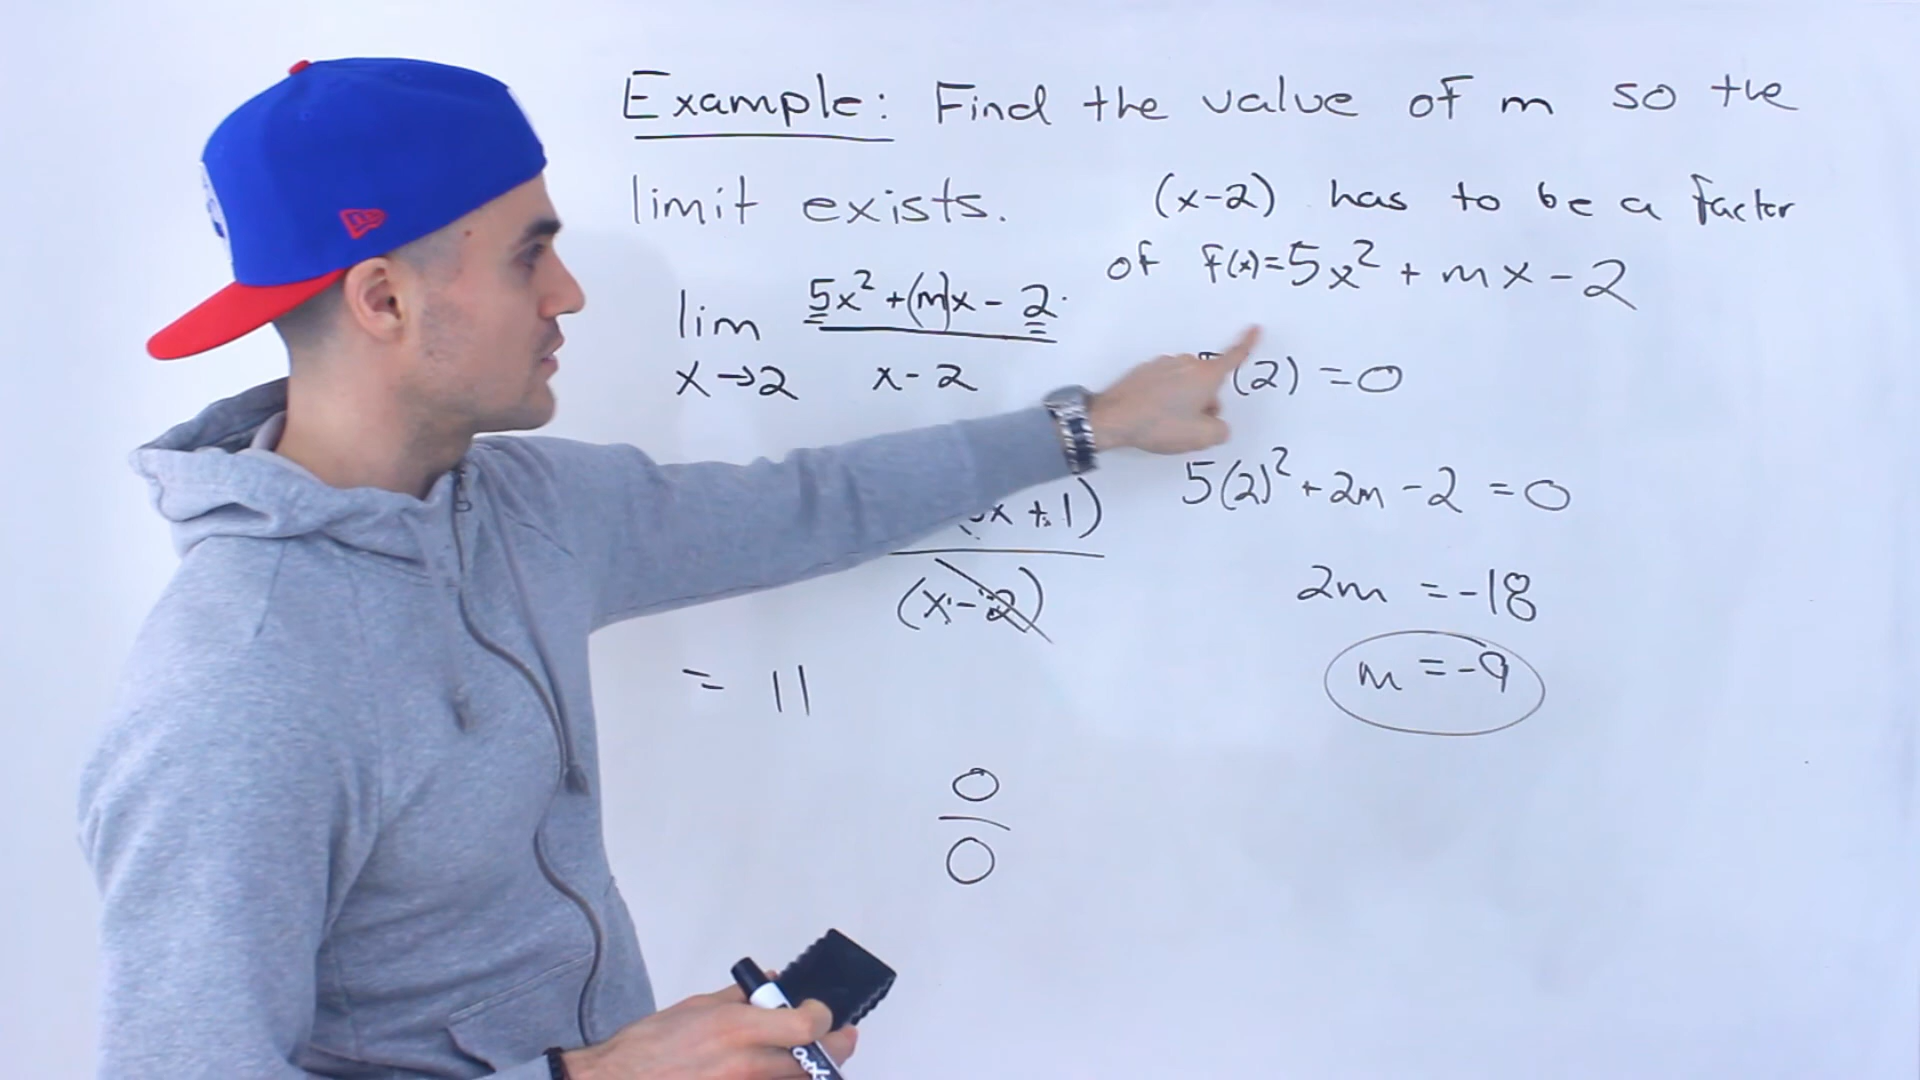 Example: Find the value of m so the
limit exists.
(x-2) has to be a factor
of f(x)=5x² + mx - 2
lim 5x² + (m)x - 2
x→2 x-2
(2) = 0
5(2)² + 2m - 2 = 0
x + 1)
(x-2)
2m = -18
= 11
m = -9
0
0